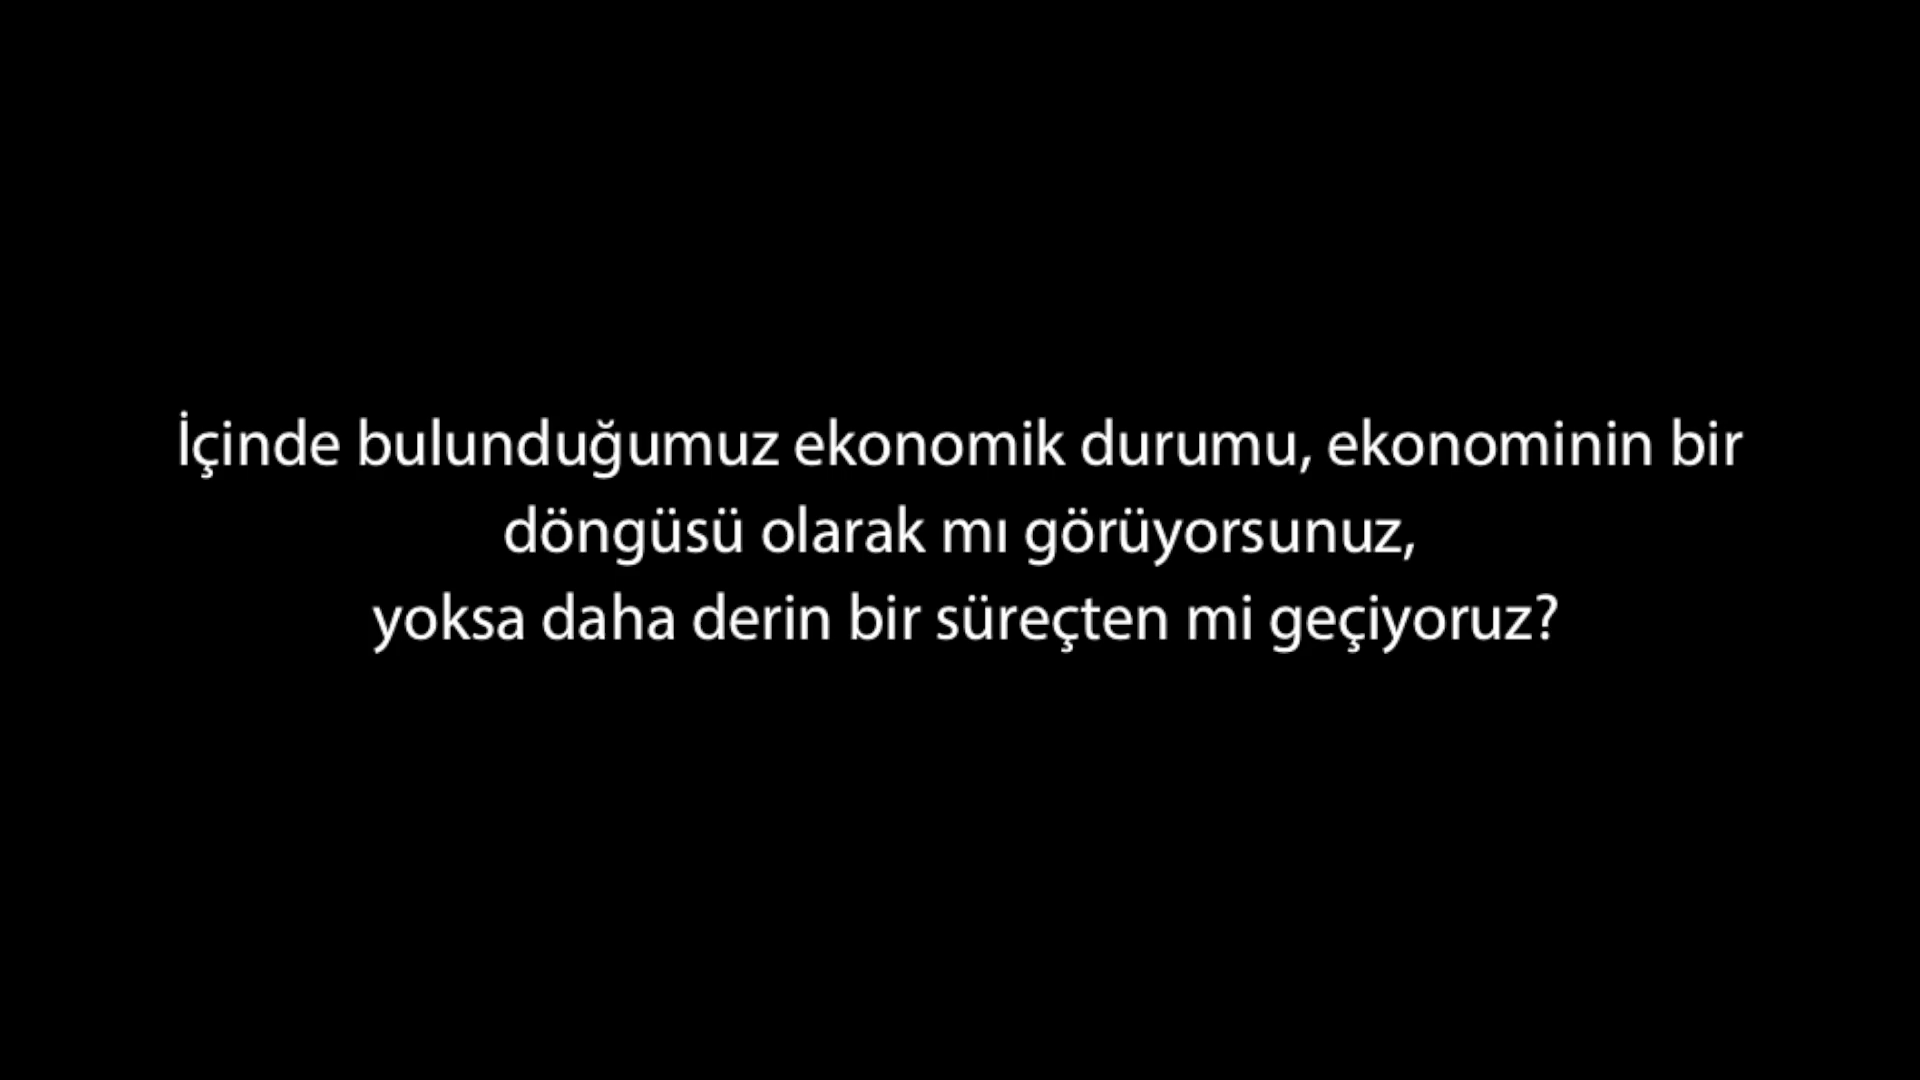 İçinde bulunduğumuz ekonomik durumu, ekonominin bir
döngüsü olarak mı görüyorsunuz,
yoksa daha derin bir süreçten mi geçiyoruz?